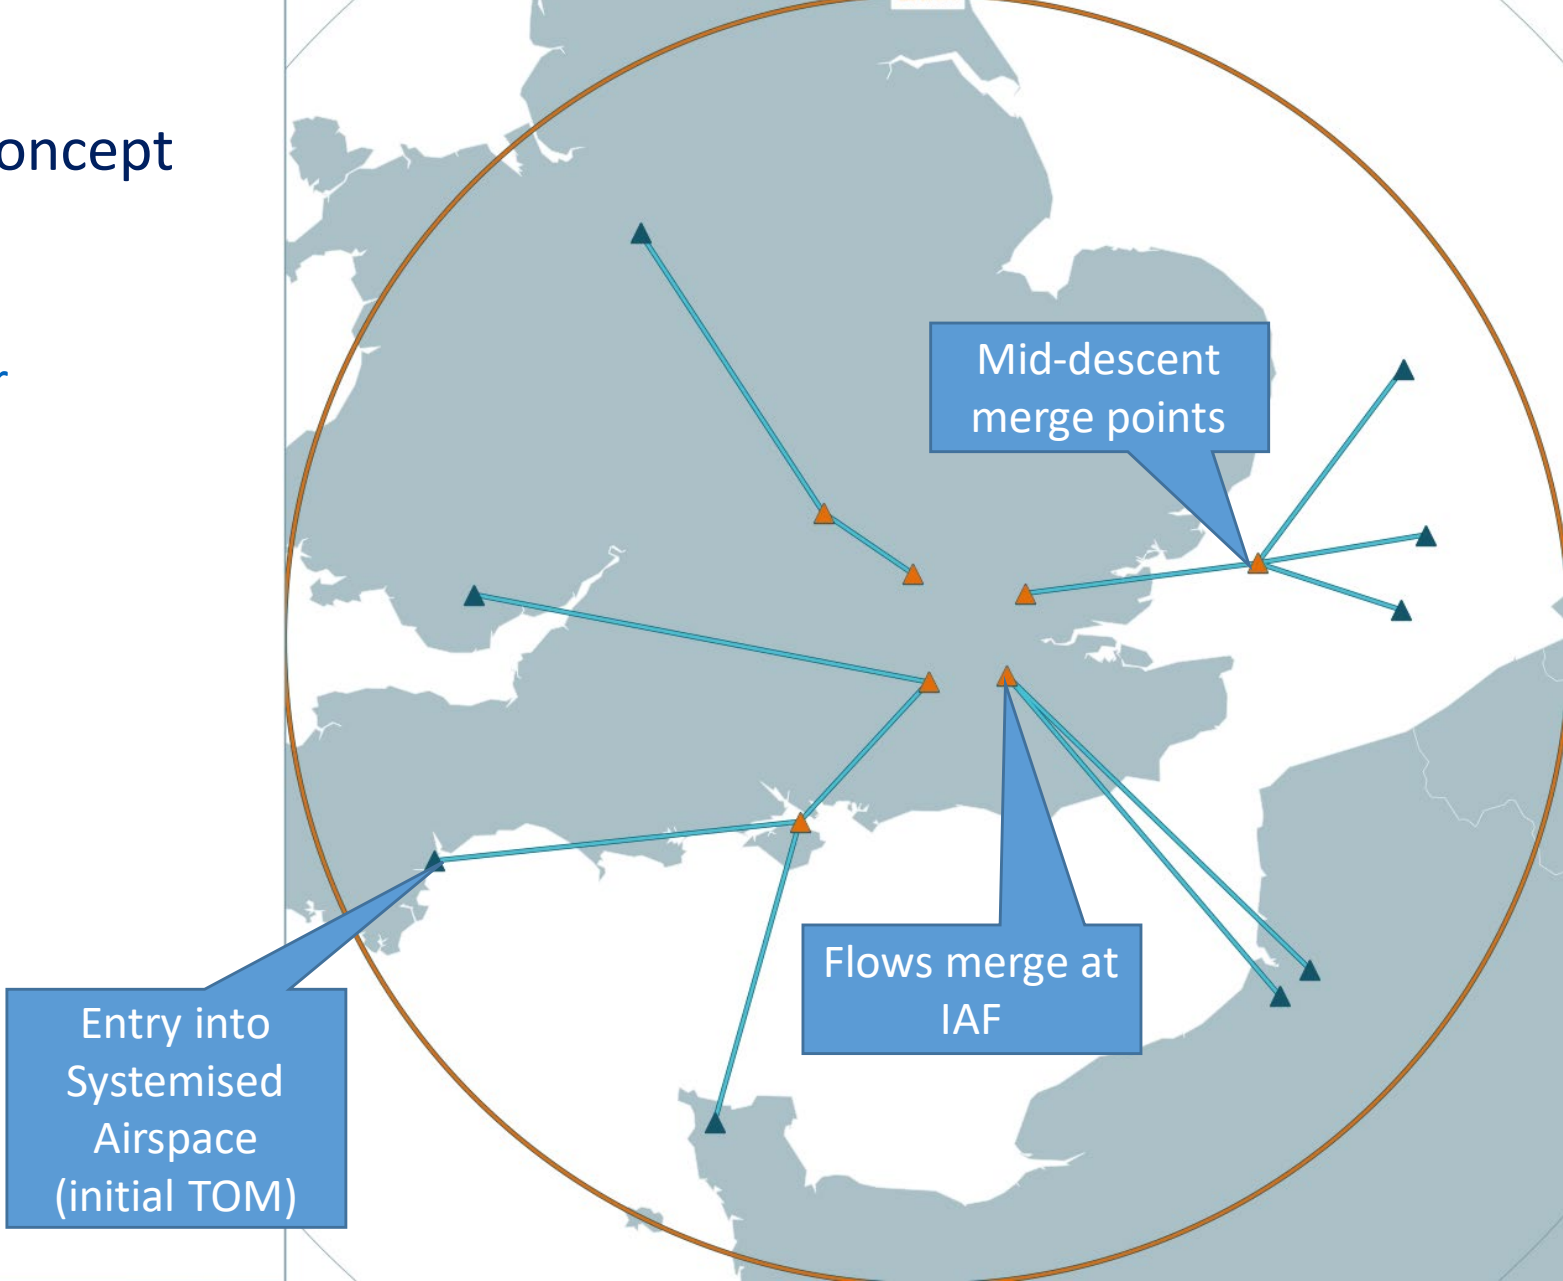 oncept
r
Mid-descent
merge points
Flows merge at
IAF
Entry into
Systemised
Airspace
(initial TOM)